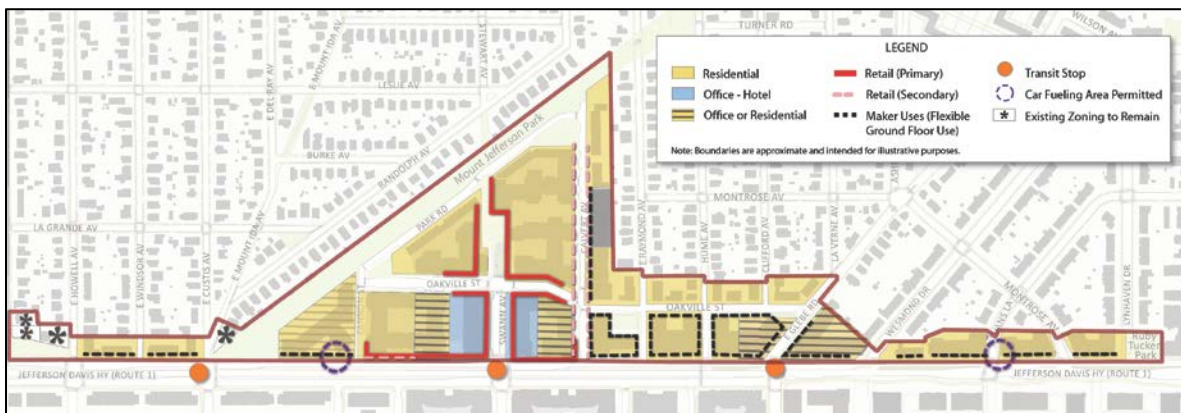 TURNER RD
WILSON AV
STEWART AV
E MOUNT IDA AV
E DEL RAY AV
LESLIE AV
BURKE AV
RANDOLPH AV
Mount Jefferson Park
LA GRANDE AV
PARK RD
MONTROSE AV
CALVERT AV
E RAYMOND AV
HUME AV
CLIFFORD AV
LA VERNE AV
E HOWELL AV
E WINDSOR AV
E CUSTIS AV
E MOUNT IDA AV
OAKVILLE ST
SWANN AV
OAKVILLE ST
E GLEBE RD
WESMOND DR
MONTROSE AV
LYNHAVEN DR
Ruby
Tucker
Park
JEFFERSON DAVIS HY (ROUTE 1)
JEFFERSON DAVIS HY (ROUTE 1)
LEGEND
Residential
Office - Hotel
Office or Residential
Retail (Primary)
Retail (Secondary)
Maker Uses (Flexible
Ground Floor Use)
Transit Stop
Car Fueling Area Permitted
Existing Zoning to Remain
Note: Boundaries are approximate and intended for illustrative purposes.